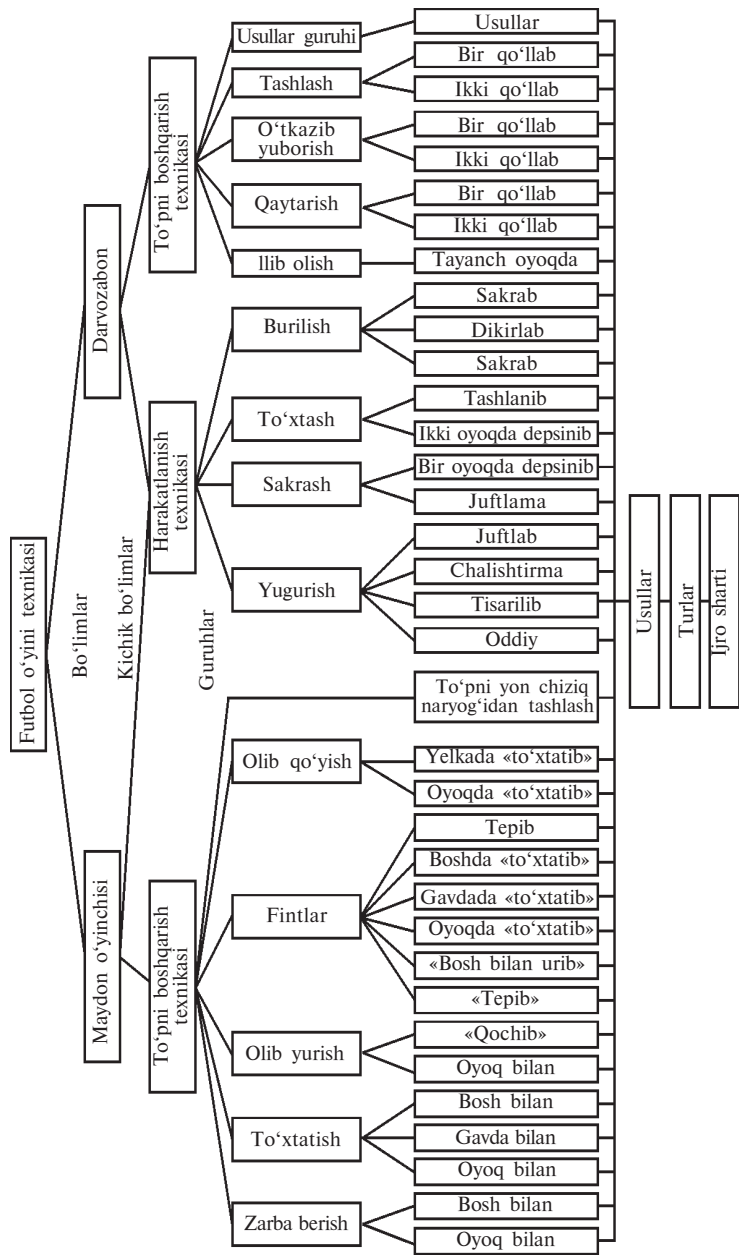 Futbol o‘yini texnikasi
Bo‘limlar
Darvozabon
Maydon o‘yinchisi
Kichik bo‘limlar
To‘pni boshqarish
texnikasi
Harakatlanish
texnikasi
To‘pni boshqarish
texnikasi
Guruhlar
Usullar guruhi
Tashlash
O‘tkazib
yuborish
Qaytarish
llib olish
Burilish
To‘xtash
Sakrash
Yugurish
Olib qo‘yish
Fintlar
Olib yurish
To‘xtatish
Zarba berish
Usullar
Bir qo‘llab
Ikki qo‘llab
Bir qo‘llab
Ikki qo‘llab
Bir qo‘llab
Ikki qo‘llab
Tayanch oyoqda
Sakrab
Dikirlab
Sakrab
Tashlanib
Ikki oyoqda depsinib
Bir oyoqda depsinib
Juftlama
Juftlab
Chalishtirma
Tisarilib
Oddiy
To‘pni yon chiziq
naryog‘idan tashlash
Yelkada «to‘xtatib»
Oyoqda «to‘xtatib»
Tepib
Boshda «to‘xtatib»
Gavdada «to‘xtatib»
Oyoqda «to‘xtatib»
«Bosh bilan urib»
«Tepib»
«Qochib»
Oyoq bilan
Bosh bilan
Gavda bilan
Oyoq bilan
Bosh bilan
Oyoq bilan
Usullar
Turlar
Ijro sharti